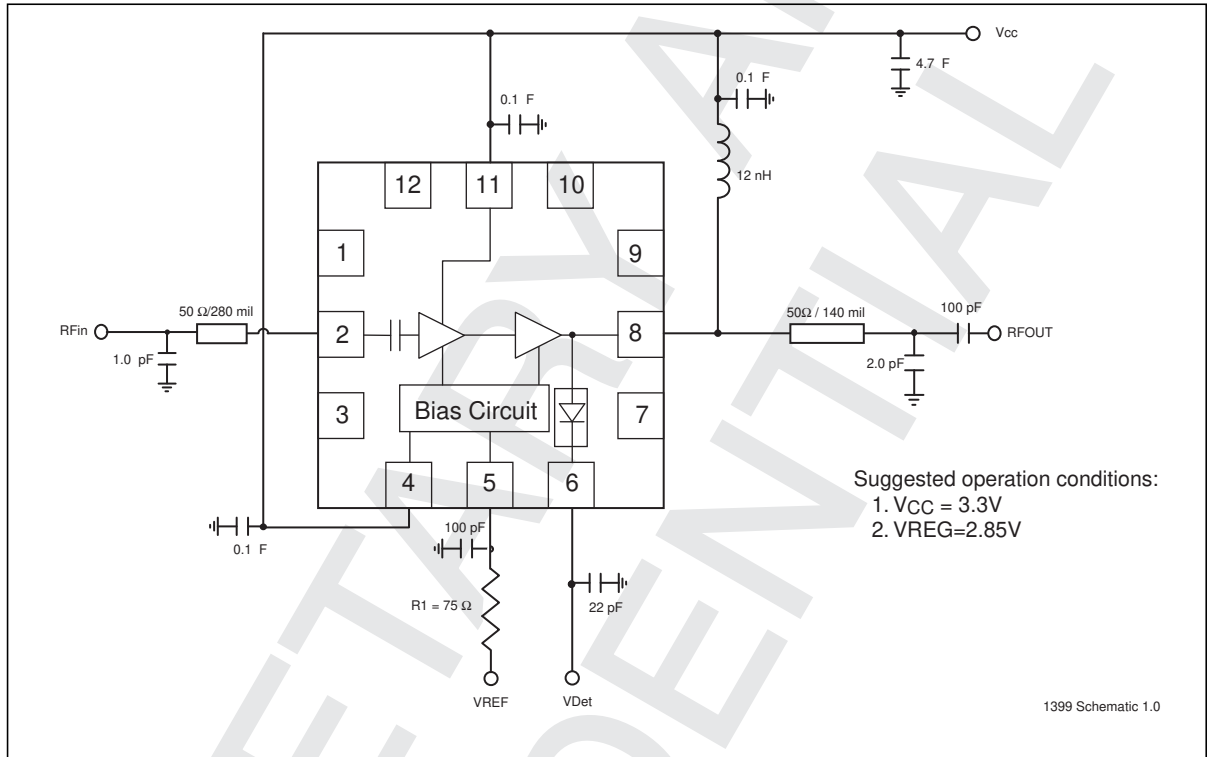 Vcc
4.7 F
0.1 F
0.1 F
12 nH
12
11
10
1
9
50 Ω/280 mil
50Ω / 140 mil
100 pF
RFin
2
8
RFOUT
1.0 pF
2.0 pF
3
Bias Circuit
7
4
5
6
Suggested operation conditions:
1. VCC = 3.3V
2. VREG=2.85V
0.1 F
100 pF
R1 = 75 Ω
22 pF
VREF
VDet
1399 Schematic 1.0